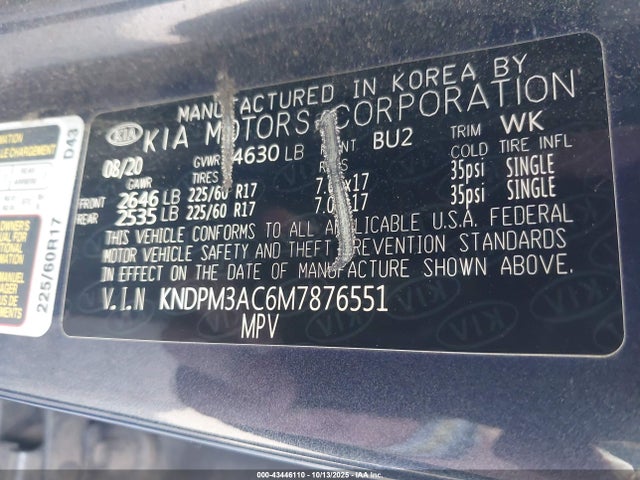 MANUFACTURED IN KOREA BY
KIA KIA MOTORS CORPORATION
08/20 GVWR 4630 LB BU2 TRIM WK
GAWR TIRES COLD TIRE INFL
FRONT 2646 LB 225/60 R17 35psi SINGLE
REAR 2535 LB 225/60 R17 35psi SINGLE
THIS VEHICLE CONFORMS TO ALL APPLICABLE U.S.A. FEDERAL
MOTOR VEHICLE SAFETY AND THEFT PREVENTION STANDARDS
IN EFFECT ON THE DATE OF MANUFACTURE SHOWN ABOVE.
V.I.N KNDPM3AC6M7876551
MPV
D43
225/60R17
000-43446110 | 10/13/2025 | copart